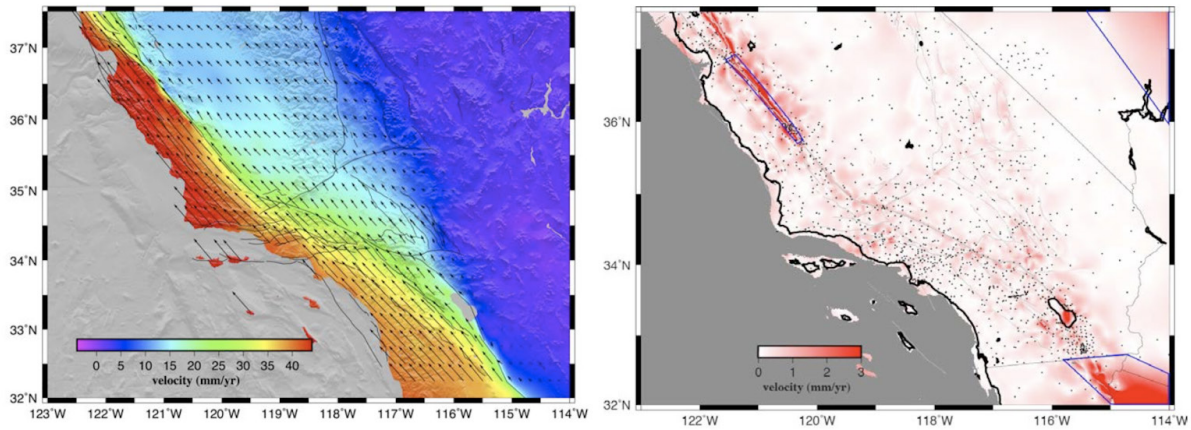 37°N
36°N
35°N
34°N
33°N
32°N
0 5 10 15 20 25 30 35 40
velocity (mm/yr)
123°W 122°W 121°W 120°W 119°W 118°W 117°W 116°W 115°W 114°W
36°N
34°N
32°N
0 1 2 3
velocity (mm/yr)
122°W 120°W 118°W 116°W 114°W